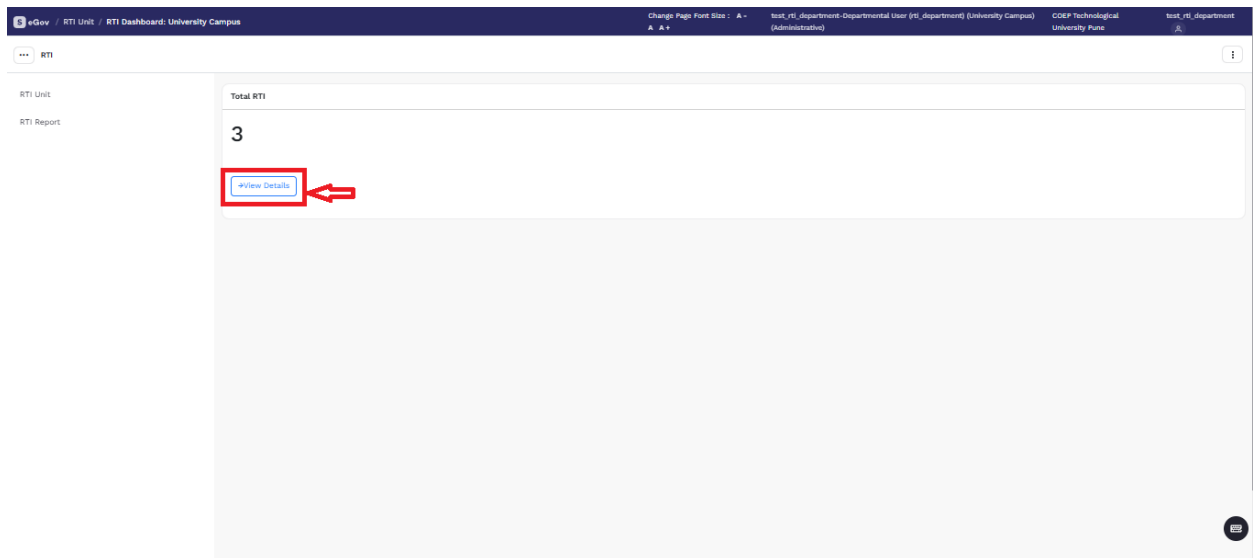 S eGov / RTI Unit / RTI Dashboard: University Campus
Change Page Font Size : A -
A A +
test_rti_department-Departmental User (rti_department) (University Campus)
(Administrative)
COEP Technological
University Pune
test_rti_department
RTI
RTI Unit
RTI Report
Total RTI
3
→View Details